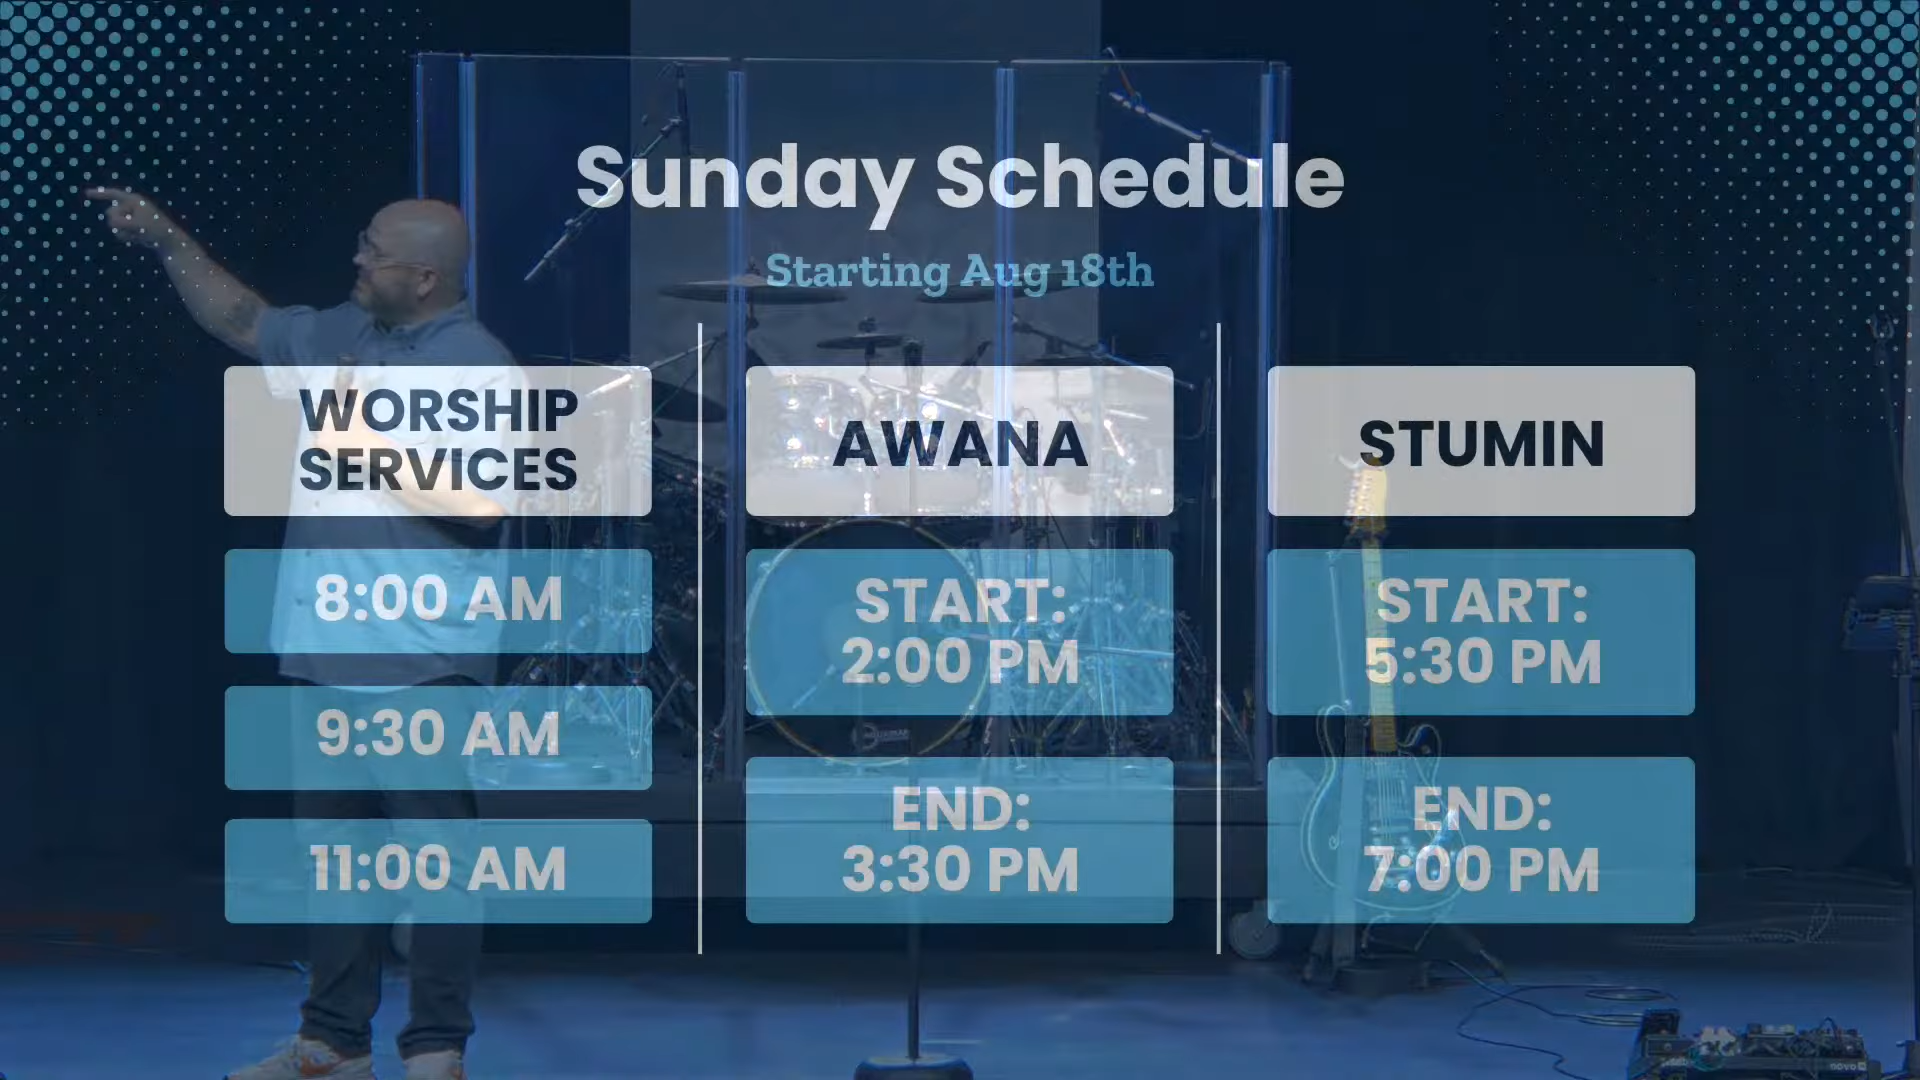 Sunday Schedule
Starting Aug 18th
WORSHIP
SERVICES
8:00 AM
9:30 AM
11:00 AM
AWANA
START:
2:00 PM
END:
3:30 PM
STUMIN
START:
5:30 PM
END:
7:00 PM